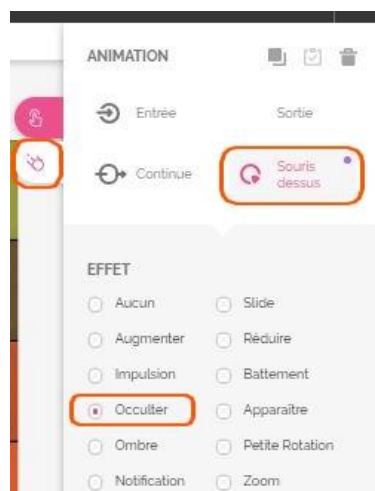 ANIMATION
Entrée Sortie
Continue Souris
dessus
EFFET
Aucun Slide
Augmenter Réduire
Impulsion Battement
Occulter Apparaître
Ombre Petite Rotation
Notification Zoom